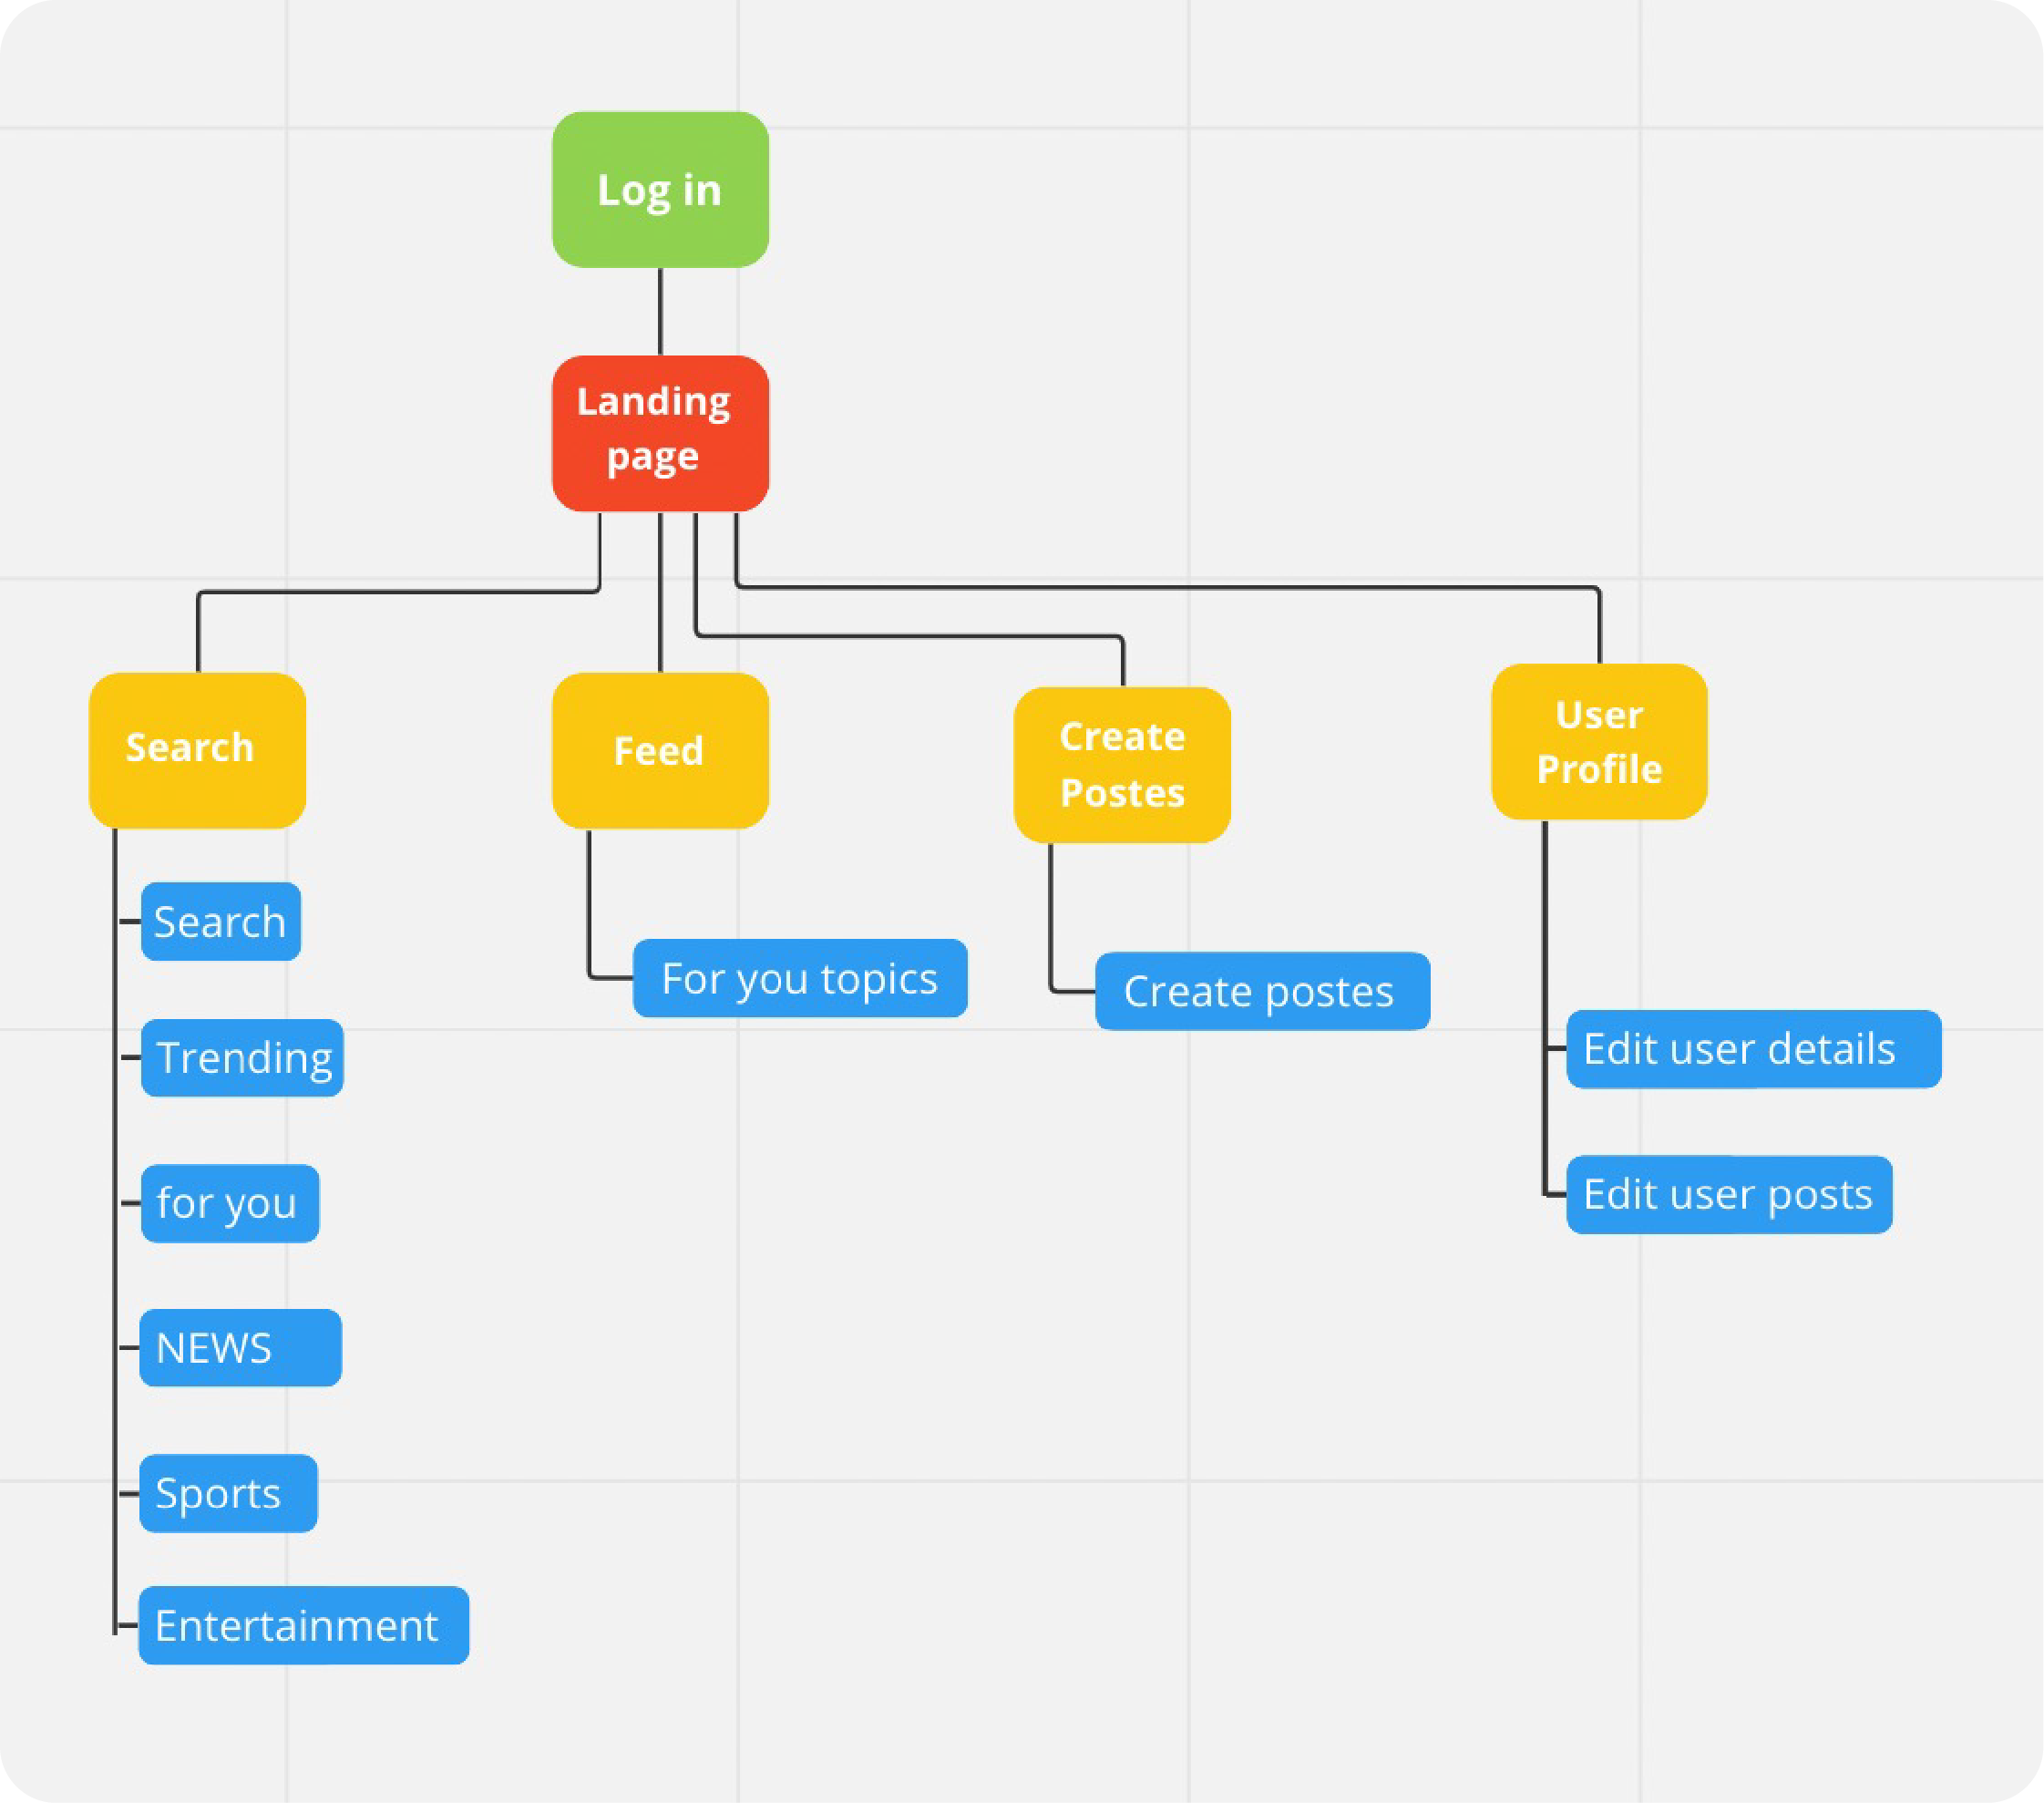 Log in
Landing
page
Search
Feed
Create
Postes
User
Profile
Search
Trending
for you
NEWS
Sports
Entertainment
For you topics
Create postes
Edit user details
Edit user posts